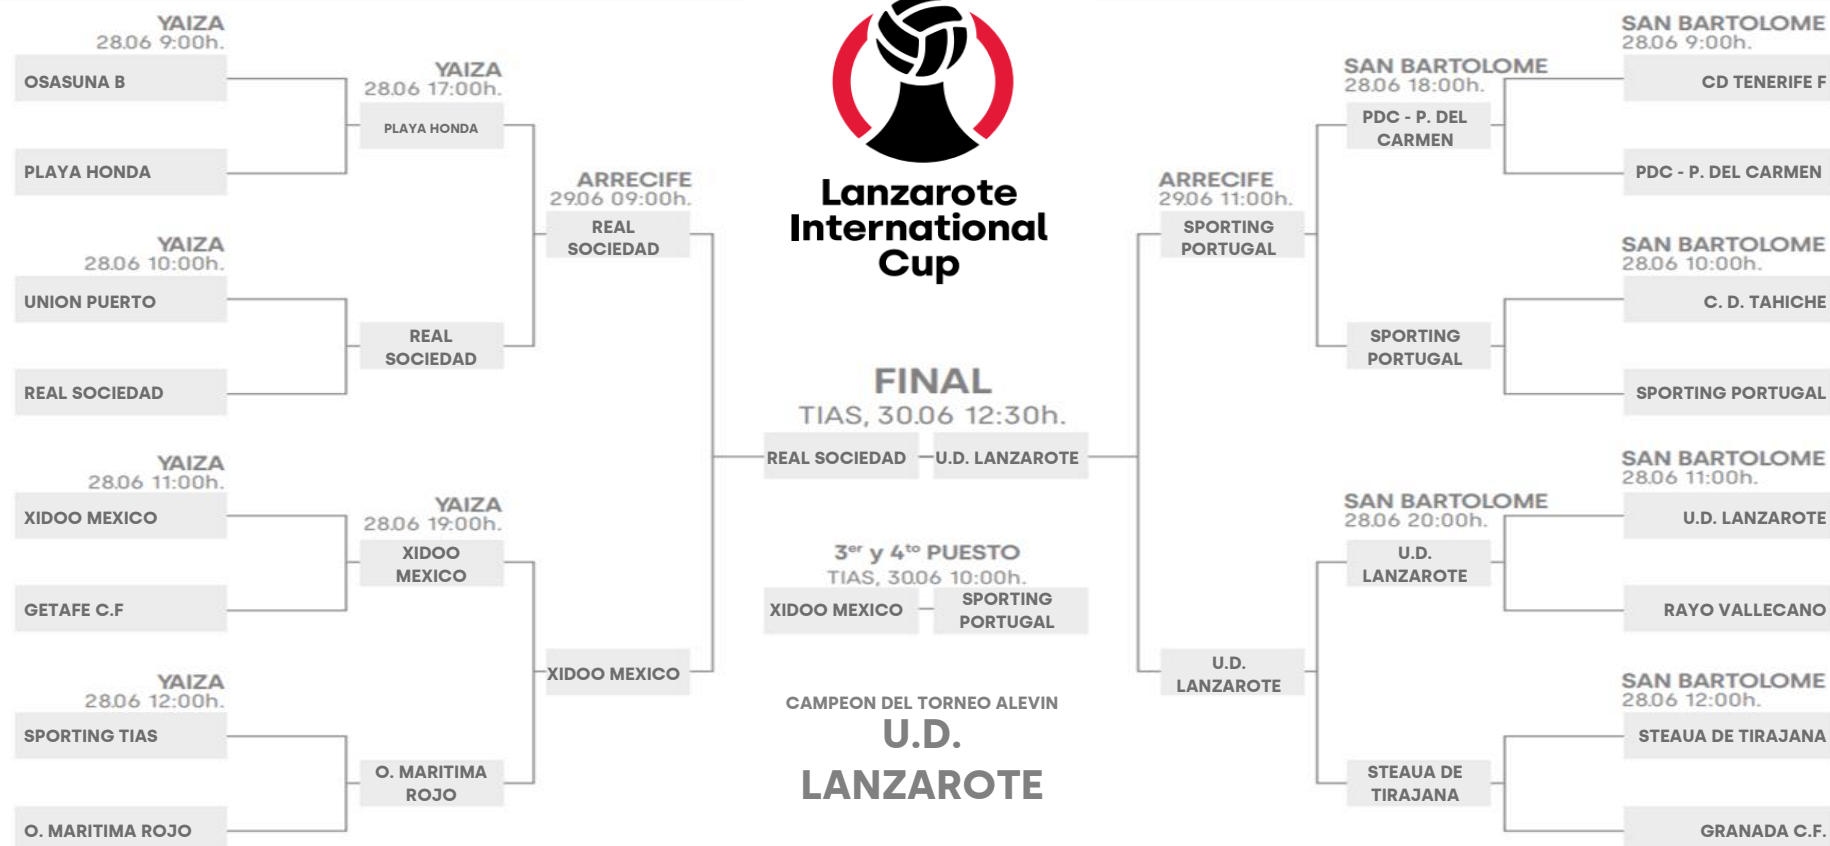 YAIZA
28.06 9:00h.
OSASUNA B
PLAYA HONDA
YAIZA
28.06 10:00h.
UNION PUERTO
REAL SOCIEDAD
YAIZA
28.06 11:00h.
XIDOO MEXICO
GETAFE C.F
YAIZA
28.06 12:00h.
SPORTING TIAS
O. MARITIMA ROJO
YAIZA
28.06 17:00h.
PLAYA HONDA
REAL
SOCIEDAD
YAIZA
28.06 19:00h.
XIDOO
MEXICO
O. MARITIMA
ROJO
ARRECIFE
29.06 09:00h.
REAL
SOCIEDAD
XIDOO MEXICO
Lanzarote
International
Cup
FINAL
TIAS, 30.06 12:30h.
REAL SOCIEDAD
U.D. LANZAROTE
3er y 4to PUESTO
TIAS, 30.06 10:00h.
XIDOO MEXICO
SPORTING
PORTUGAL
CAMPEON DEL TORNEO ALEVIN
U.D.
LANZAROTE
ARRECIFE
29.06 11:00h.
SPORTING
PORTUGAL
U.D.
LANZAROTE
SAN BARTOLOME
28.06 18:00h.
PDC - P. DEL
CARMEN
SPORTING
PORTUGAL
SAN BARTOLOME
28.06 20:00h.
U.D.
LANZAROTE
STEAUA DE
TIRAJANA
SAN BARTOLOME
28.06 9:00h.
CD TENERIFE F
PDC - P. DEL CARMEN
SAN BARTOLOME
28.06 10:00h.
C. D. TAHICHE
SPORTING PORTUGAL
SAN BARTOLOME
28.06 11:00h.
U.D. LANZAROTE
RAYO VALLECANO
SAN BARTOLOME
28.06 12:00h.
STEAUA DE TIRAJANA
GRANADA C.F.